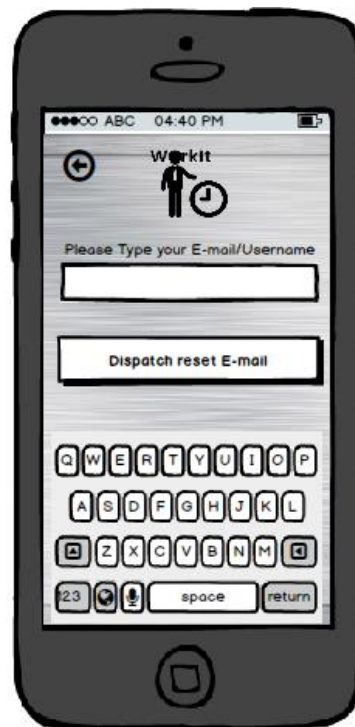 ABC 04:40 PM
WorkIt
Please Type your E-mail/Username
Dispatch reset E-mail
Q W E R T Y U I O P
A S D F G H J K L
Z X C V B N M
123 space return